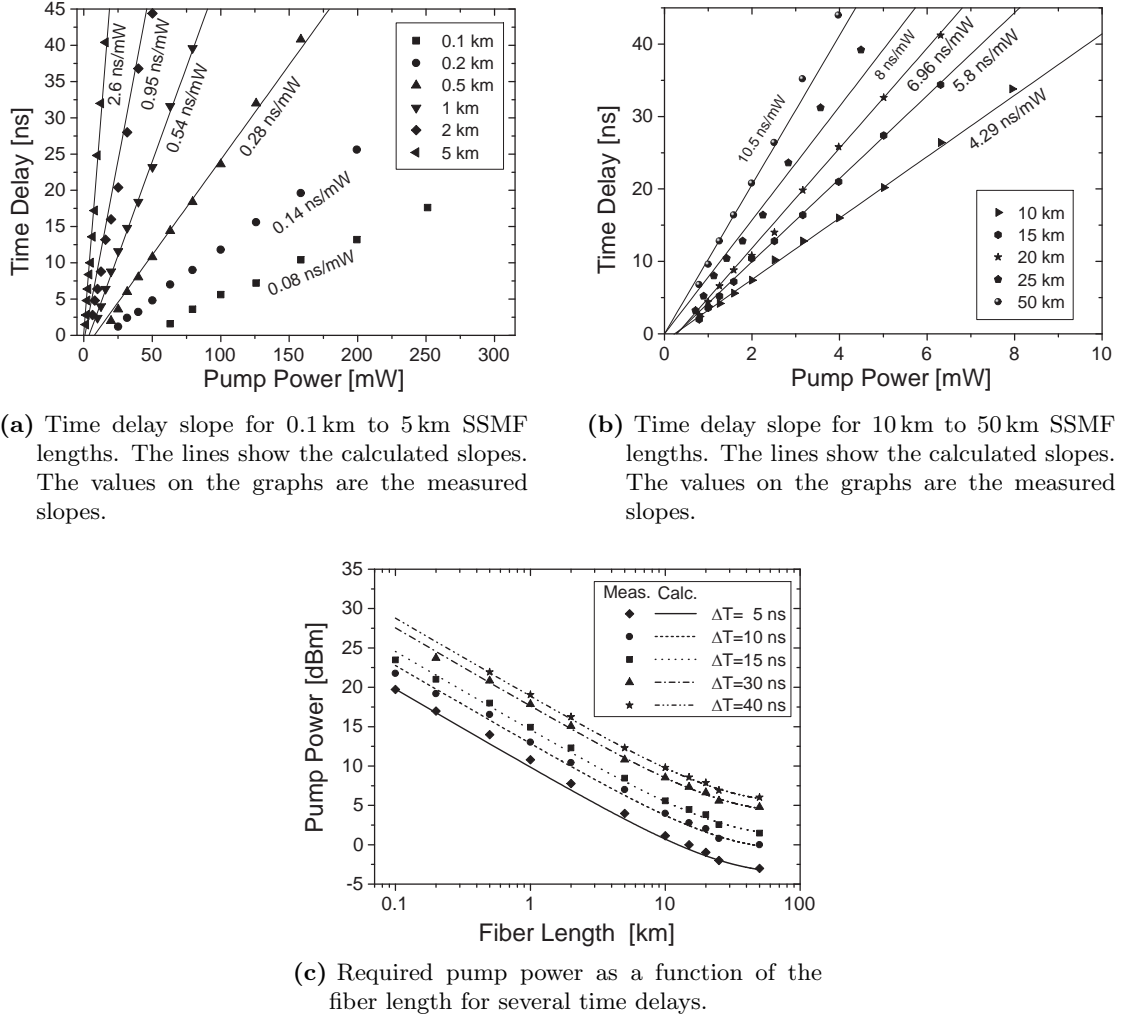 45
40
35
30
25
20
15
10
5
0
Time Delay [ns]
2.6 ns/mW
0.95 ns/mW
0.54 ns/mW
0.28 ns/mW
0.14 ns/mW
0.08 ns/mW
0.1 km
0.2 km
0.5 km
1 km
2 km
5 km
0 50 100 150 200 250 300
Pump Power [mW]
40
30
20
10
0
Time Delay [ns]
10.5 ns/mW
8 ns/mW
6.96 ns/mW
5.8 ns/mW
4.29 ns/mW
10 km
15 km
20 km
25 km
50 km
0 2 4 6 8 10
Pump Power [mW]
(a) Time delay slope for 0.1 km to 5 km SSMF
lengths. The lines show the calculated slopes.
The values on the graphs are the measured
slopes.
(b) Time delay slope for 10 km to 50 km SSMF
lengths. The lines show the calculated slopes.
The values on the graphs are the measured
slopes.
35
30
25
20
15
10
5
0
-5
Pump Power [dBm]
Meas. Calc.
ΔT= 5 ns
ΔT=10 ns
ΔT=15 ns
ΔT=30 ns
ΔT=40 ns
0.1 1 10 100
Fiber Length [km]
(c) Required pump power as a function of the
fiber length for several time delays.